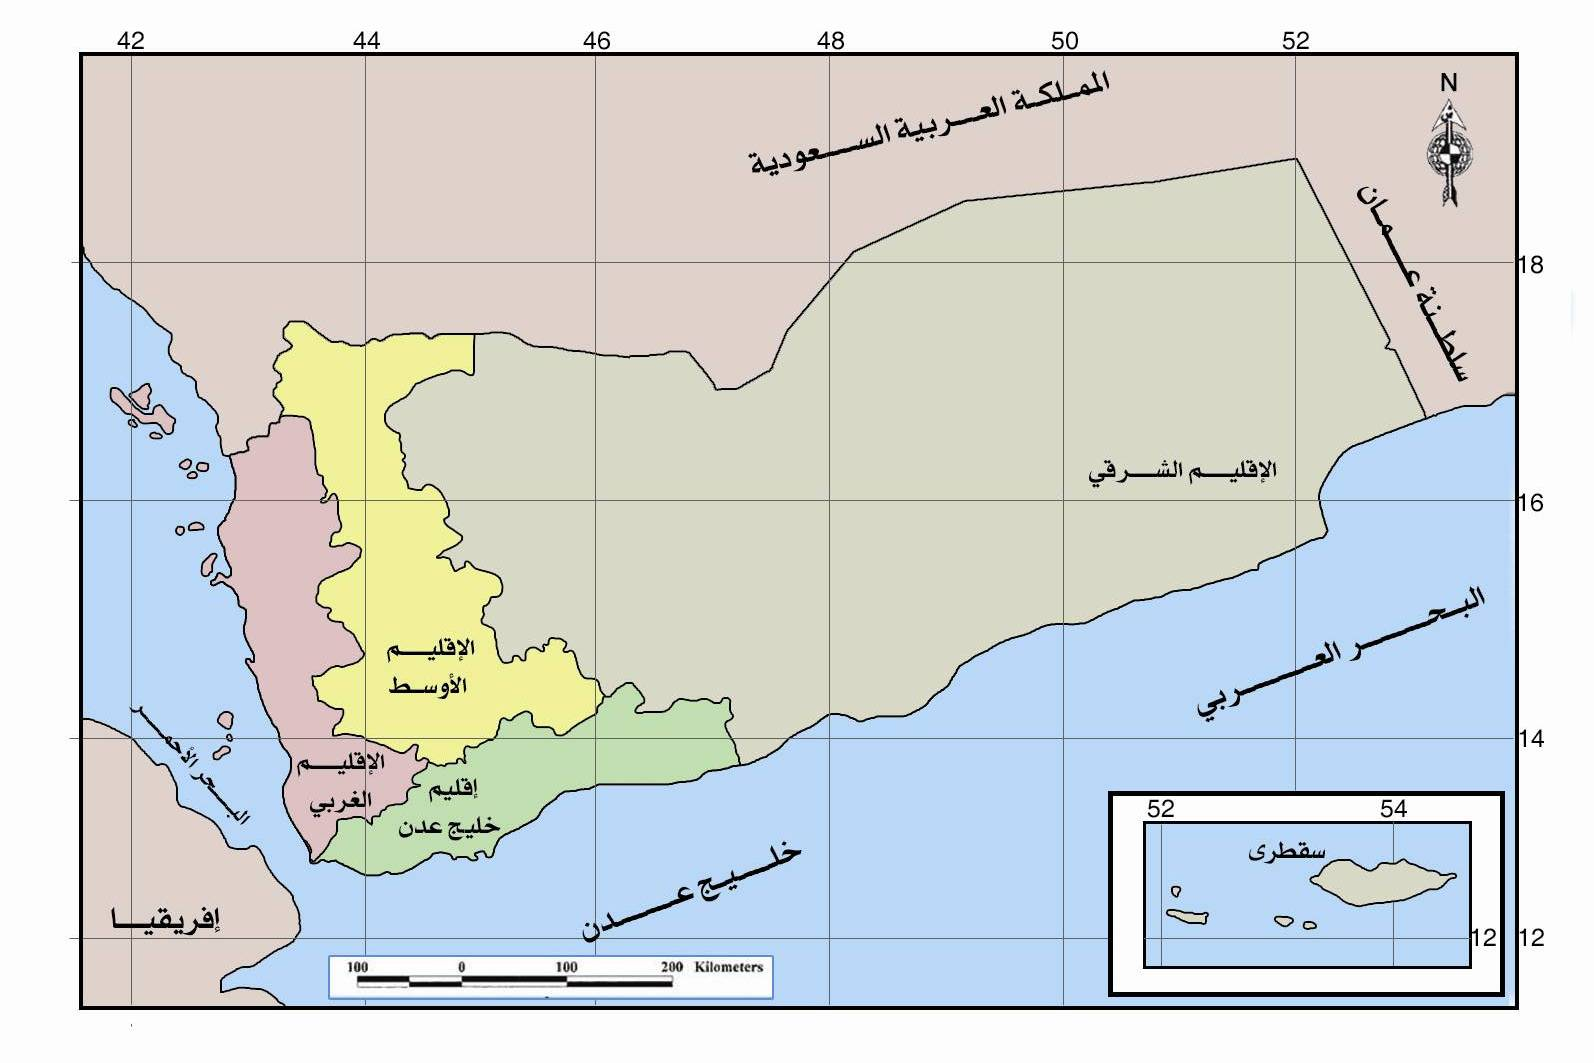 42 44 46 48 50 52
N
المملكة العربية السعودية
سلطنة عمان
18
الإقليم الشرقي
16
البحر العربي
الإقليم
الأوسط
14
البحر الأحمر
الإقليم
الغربي
إقليم
خليج عدن
خليج عدن
إفريقيا
52 54
سقطرى
12 12
100 0 100 200 Kilometers